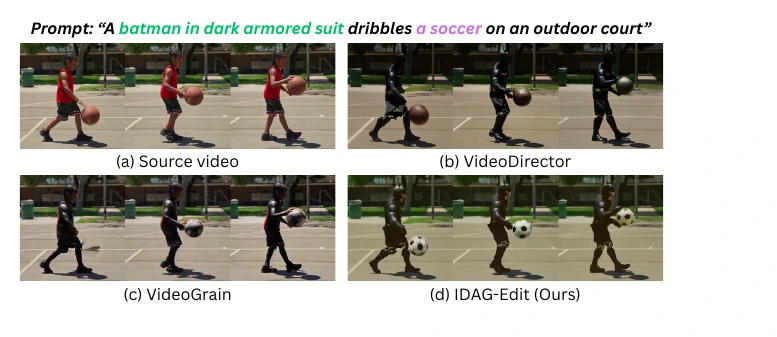 Prompt: “A batman in dark armored suit dribbles a soccer on an outdoor court”
(a) Source video
(b) VideoDirector
(c) VideoGrain
(d) IDAG-Edit (Ours)